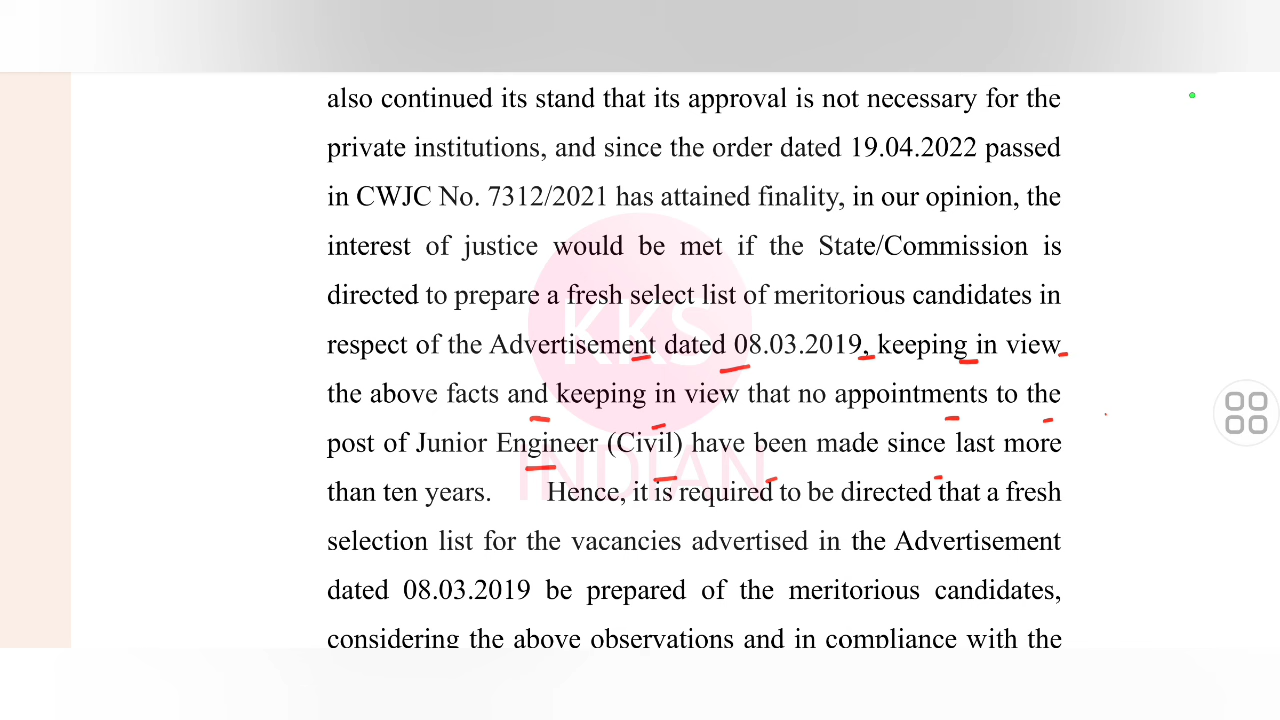 also continued its stand that its approval is not necessary for the
private institutions, and since the order dated 19.04.2022 passed
in CWJC No. 7312/2021 has attained finality, in our opinion, the
interest of justice would be met if the State/Commission is
directed to prepare a fresh select list of meritorious candidates in
respect of the Advertisement dated 08.03.2019, keeping in view
the above facts and keeping in view that no appointments to the
post of Junior Engineer (Civil) have been made since last more
than ten years. Hence, it is required to be directed that a fresh
selection list for the vacancies advertised in the Advertisement
dated 08.03.2019 be prepared of the meritorious candidates,
considering the above observations and in compliance with the
KKS
INDIAN